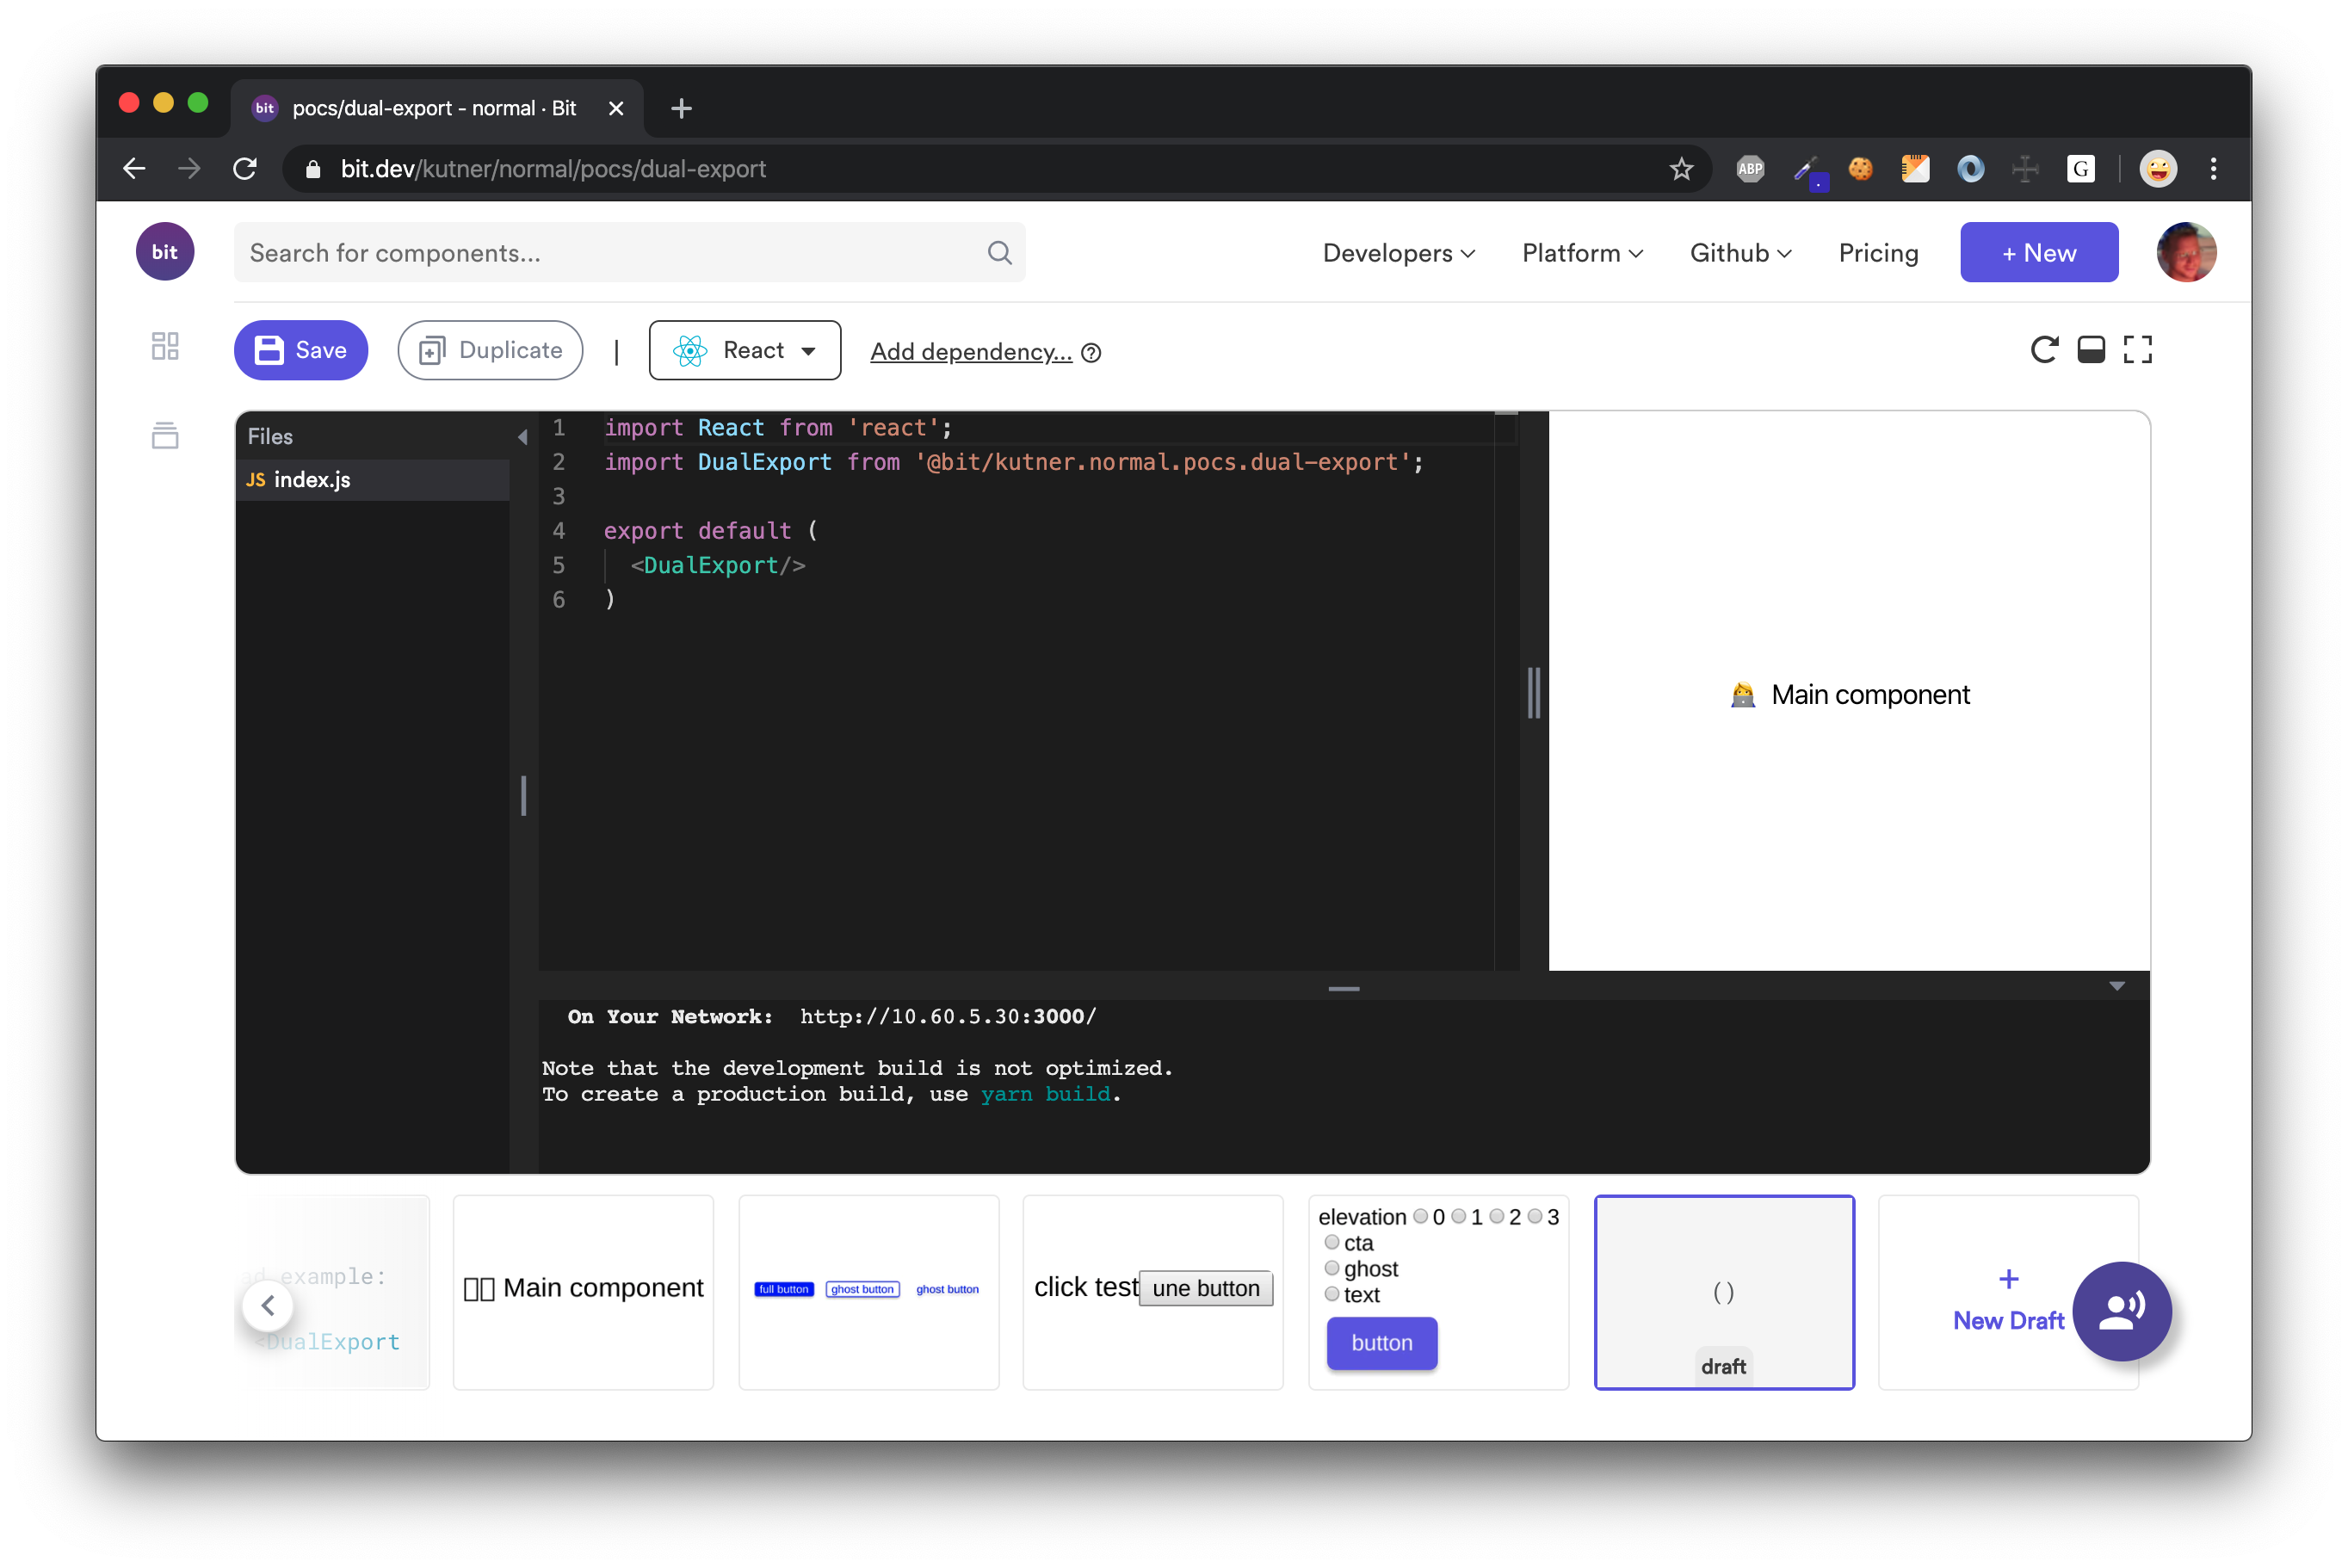 pocs/dual-export - normal · Bit
bit.dev/kutner/normal/pocs/dual-export
ABP
G
bit
Search for components...
Developers
Platform
Github
Pricing
+ New
Save
Duplicate
|
React
Add dependency...
Files
JS index.js
1 import React from 'react';
2 import DualExport from '@bit/kutner.normal.pocs.dual-export';
3
4 export default (
5 <DualExport/>
6 )
Main component
On Your Network: http://10.60.5.30:3000/
Note that the development build is not optimized.
To create a production build, use yarn build.
example:
<DualExport
Main component
full button
ghost button
ghost button
click test une button
elevation 0 1 2 3
cta
ghost
text
button
()
draft
+
New Draft